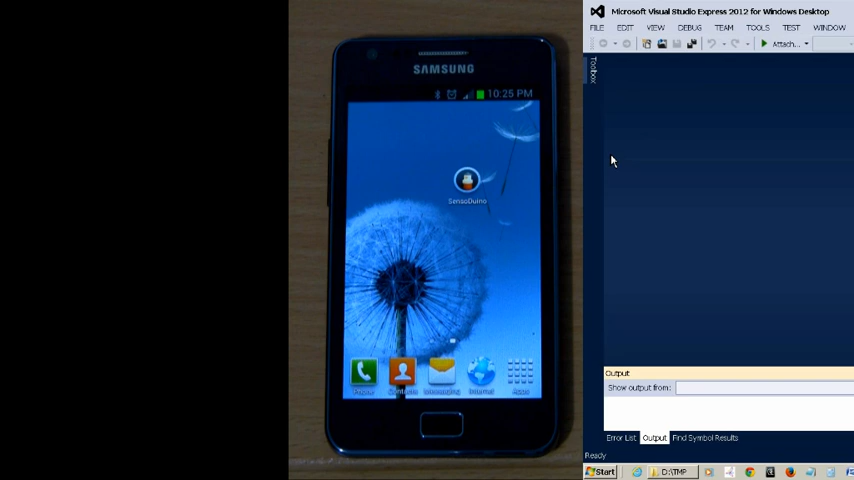 SAMSUNG
10:25 PM
SensoDuino
Phone
Contacts
Messaging
Internet
Apps
Microsoft Visual Studio Express 2012 for Windows Desktop
FILE EDIT VIEW DEBUG TEAM TOOLS TEST WINDOW
Attach...
Toolbox
Output
Show output from:
Error List Output Find Symbol Results
Ready
Start D:\TMP